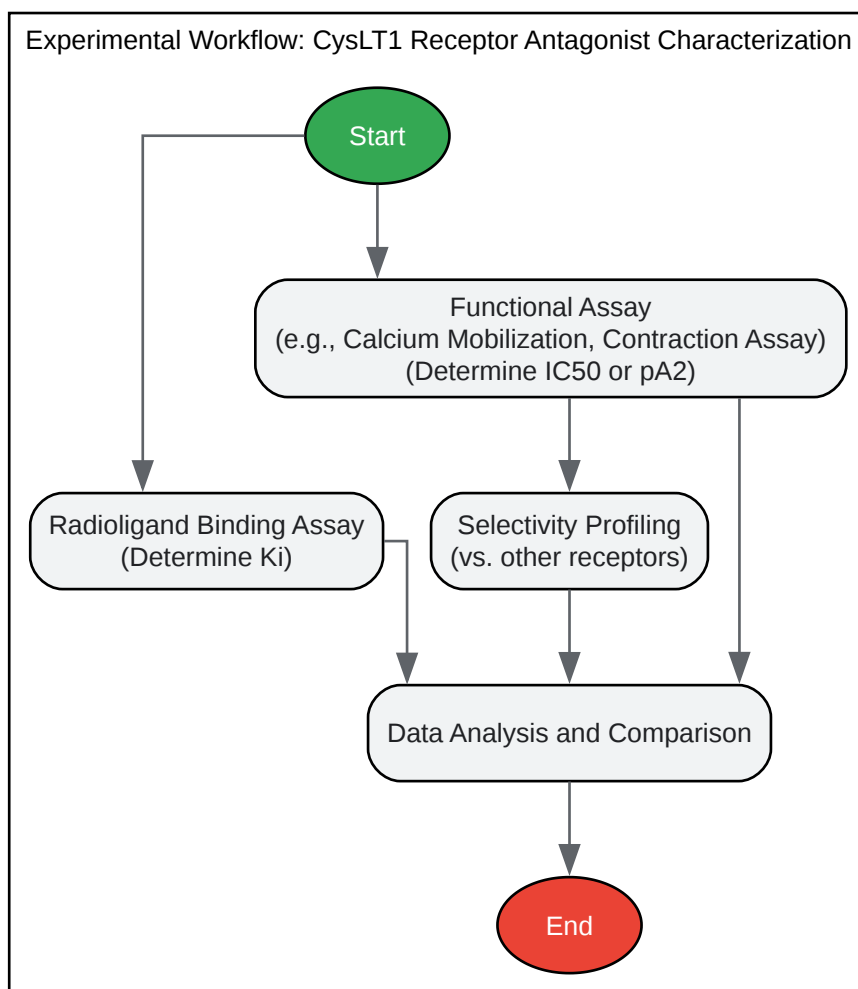 Experimental Workflow: CysLT1 Receptor Antagonist Characterization
Start
Functional Assay
(e.g., Calcium Mobilization, Contraction Assay)
(Determine IC50 or pA2)
Radioligand Binding Assay
(Determine Ki)
Selectivity Profiling
(vs. other receptors)
Data Analysis and Comparison
End